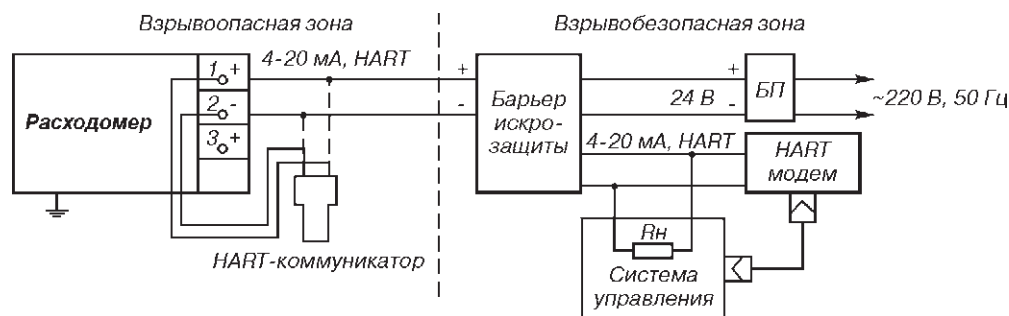 Взрывоопасная зона
Взрывобезопасная зона
4-20 мА, HART
1 +
2 -
3 +
Расходомер
+
-
Барьер
искро-
защиты
+
24 В
-
БП
~220 В, 50 Гц
4-20 мА, HART
HART
модем
Rн
Система
управления
HART-коммуникатор